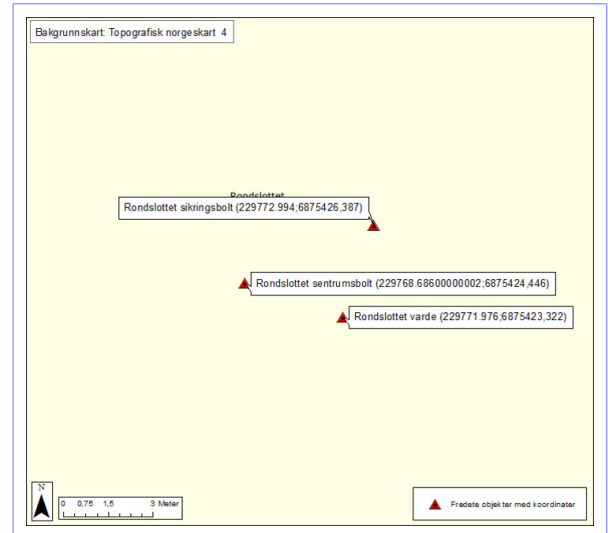 Bakgrunnskart: Topografisk norgeskart 4
Rondslottet
Rondslottet sikringsbolt (229772.994;6875426,387)
Rondslottet sentrumsbolt (229768.68600000002;6875424,446)
Rondslottet varde (229771.976;6875423,322)
N
0 0,75 1,5 3 Meter
Fredete objekter med koordinater